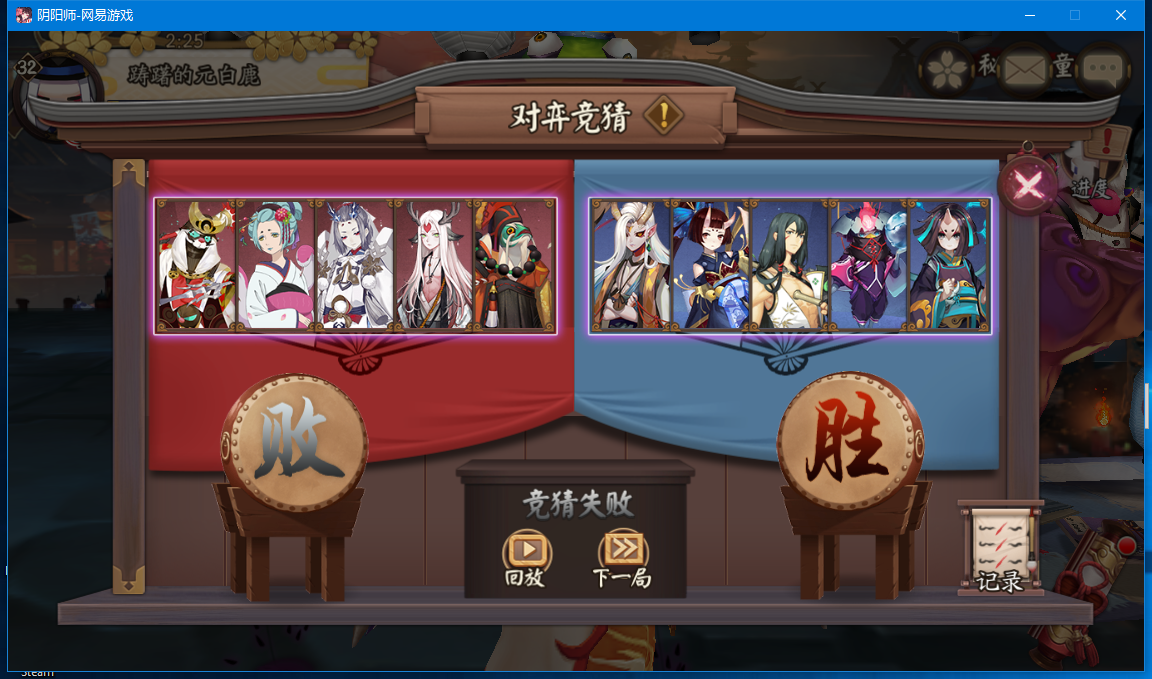 阴阳师-网易游戏
2:25
32
踌躇的元白鹿
秘
童
对弈竞猜
进度
败
胜
竞猜失败
回放
下一局
记录
Steam